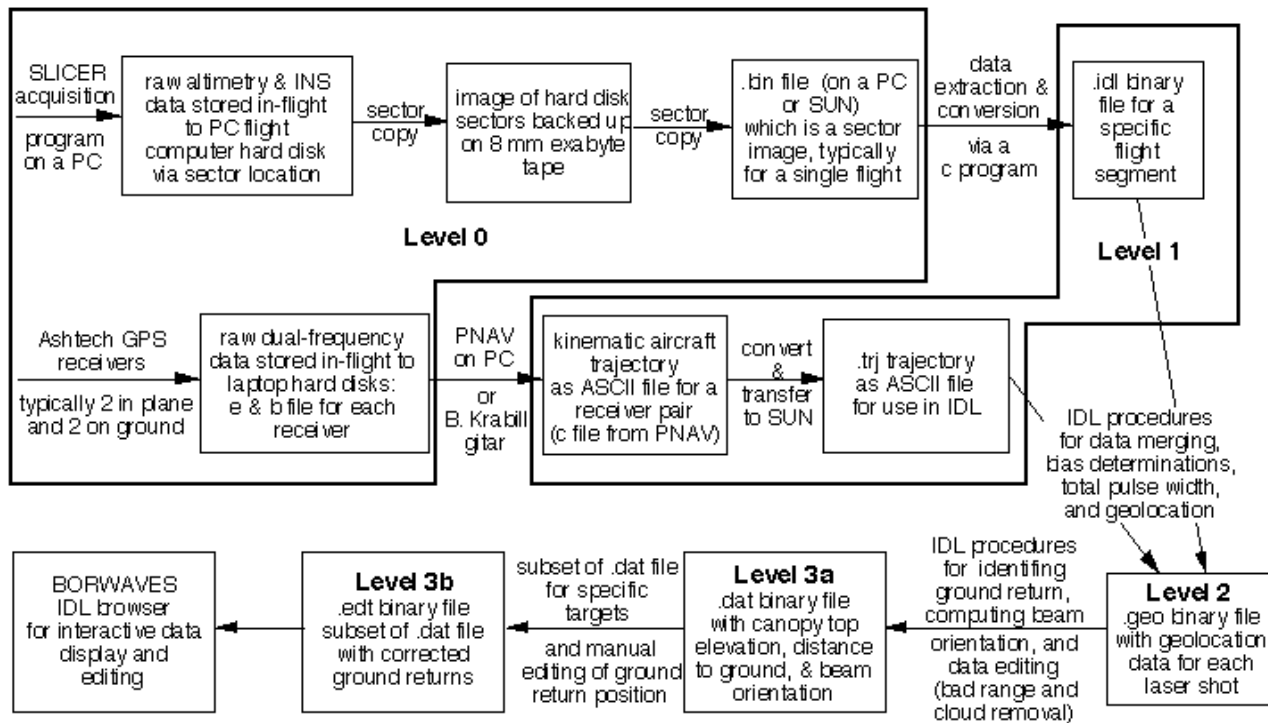 SLICER
acquisition
program
on a PC
raw altimetry & INS
data stored in-flight
to PC flight
computer hard disk
via sector location
sector
copy
image of hard disk
sectors backed up
on 8 mm exabyte
tape
sector
copy
.bin file (on a PC
or SUN)
which is a sector
image, typically
for a single flight
data
extraction &
conversion
via a
c program
.idl binary
file for a
specific
flight
segment
Level 0
Level 1
Ashtech GPS
receivers
typically 2 in plane
and 2 on ground
raw dual-frequency
data stored in-flight to
laptop hard disks:
e & b file for each
receiver
PNAV
on PC
or
B. Krabill
gitar
kinematic aircraft
trajectory
as ASCII file for a
receiver pair
(c file from PNAV)
convert
&
transfer
to SUN
.trj trajectory
as ASCII file
for use in IDL
IDL procedures
for data merging,
bias determinations,
total pulse width,
and geolocation
Level 2
.geo binary file
with geolocation
data for each
laser shot
IDL procedures
for identifing
ground return,
computing beam
orientation, and
data editing
(bad range and
cloud removal)
Level 3a
.dat binary file
with canopy top
elevation, distance
to ground, & beam
orientation
subset of .dat file
for specific
targets
and manual
editing of ground
return position
Level 3b
.edt binary file
subset of .dat file
with corrected
ground returns
BORWAVES
IDL browser
for interactive data
display and
editing